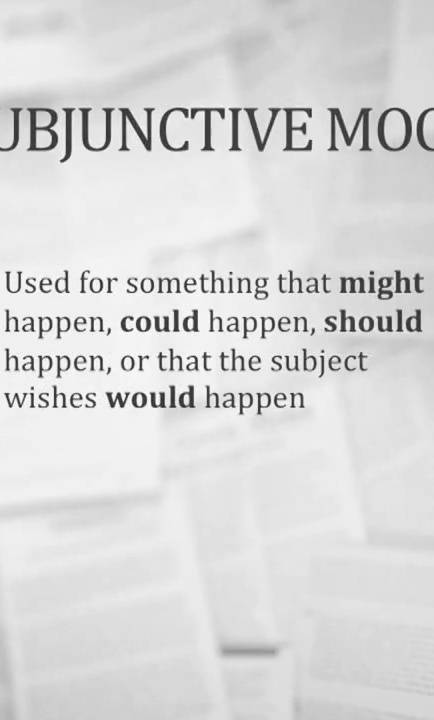 UBJUNCTIVE MOO
Used for something that might
happen, could happen, should
happen, or that the subject
wishes would happen